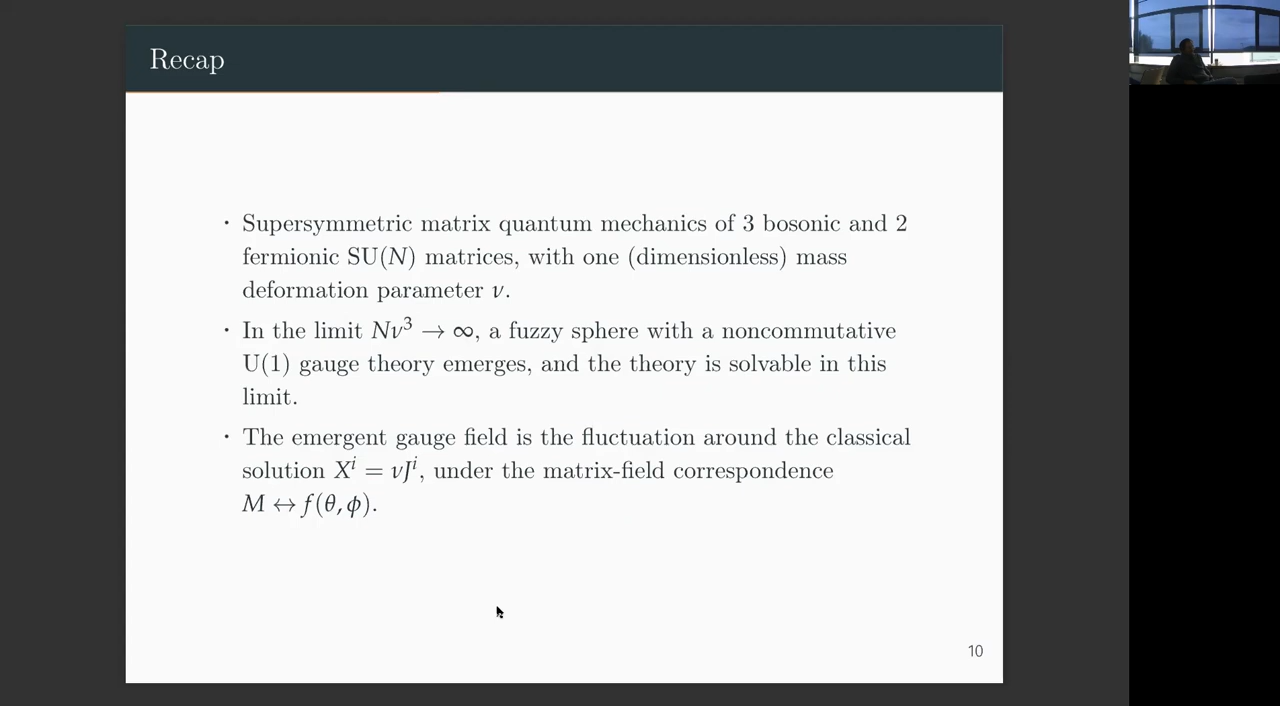 Recap
· Supersymmetric matrix quantum mechanics of 3 bosonic and 2
fermionic SU(N) matrices, with one (dimensionless) mass
deformation parameter ν.
· In the limit Nν³ → ∞, a fuzzy sphere with a noncommutative
U(1) gauge theory emerges, and the theory is solvable in this
limit.
· The emergent gauge field is the fluctuation around the classical
solution Xⁱ = νJⁱ, under the matrix-field correspondence
M ↔ f(θ, ϕ).
10